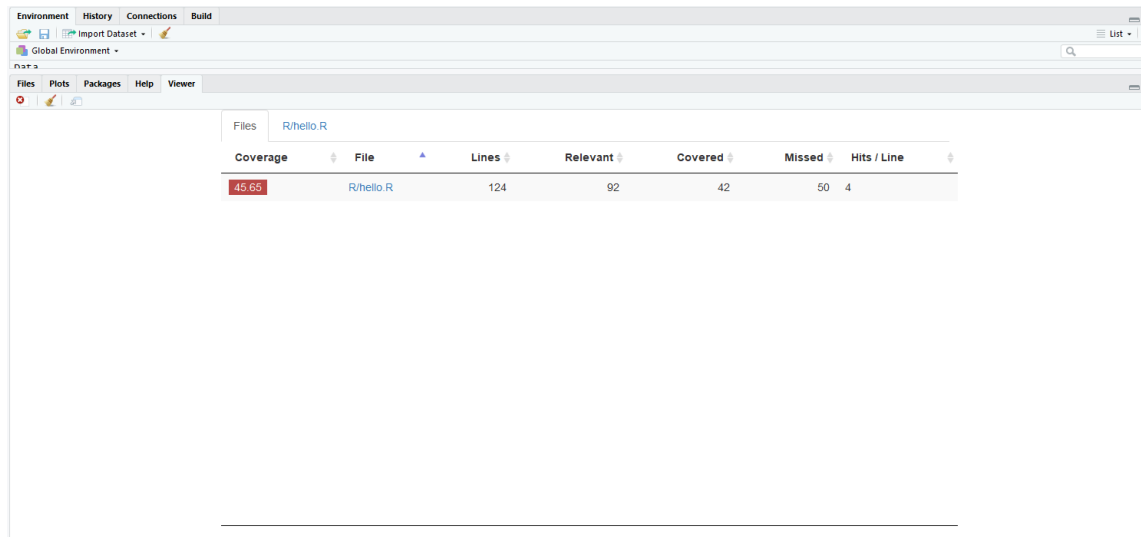 Environment History Connections Build
Import Dataset List
Global Environment
Data
Files Plots Packages Help Viewer
Files R/hello.R
Coverage File Lines Relevant Covered Missed Hits / Line
45.65 R/hello.R 124 92 42 50 4